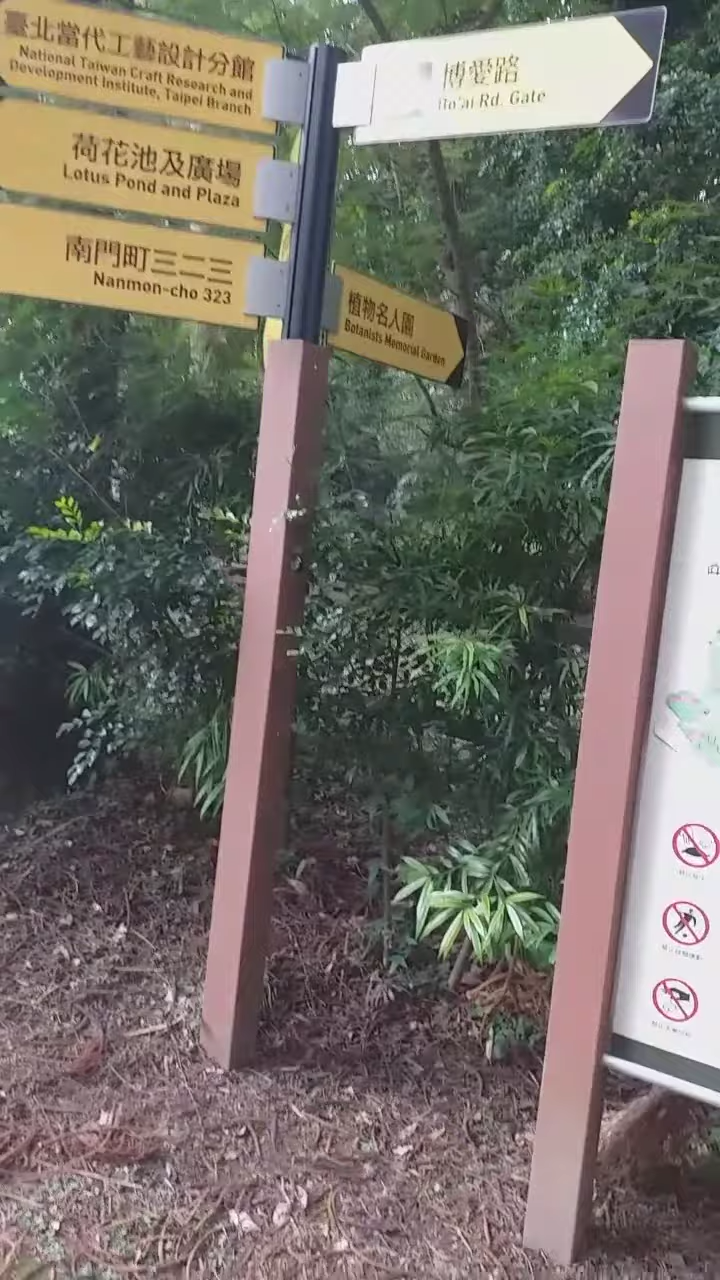 臺北當代工藝設計分館
National Taiwan Craft Research and
Development Institute, Taipei Branch
荷花池及廣場
Lotus Pond and Plaza
南門町三二三
Nanmon-cho 323
博愛路
Bo'ai Rd. Gate
植物名人園
Botanists Memorial Garden